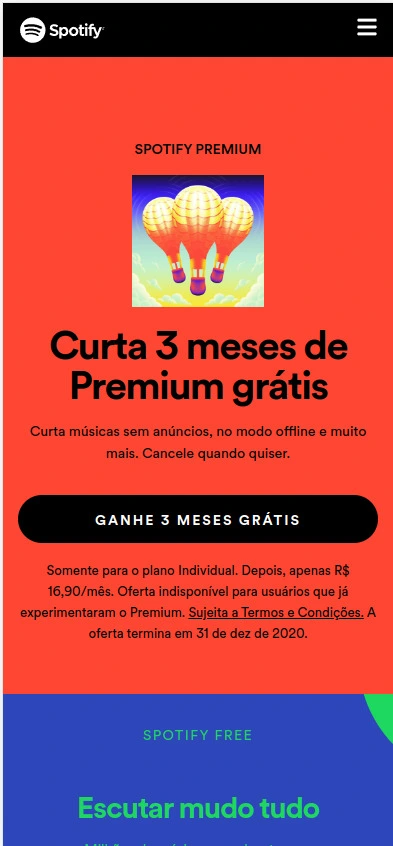 Spotify
SPOTIFY PREMIUM
Curta 3 meses de
Premium grátis
Curta músicas sem anúncios, no modo offline e muito
mais. Cancele quando quiser.
GANHE 3 MESES GRÁTIS
Somente para o plano Individual. Depois, apenas R$
16,90/mês. Oferta indisponível para usuários que já
experimentaram o Premium. Sujeita a Termos e Condições. A
oferta termina em 31 de dez de 2020.
SPOTIFY FREE
Escutar mudo tudo